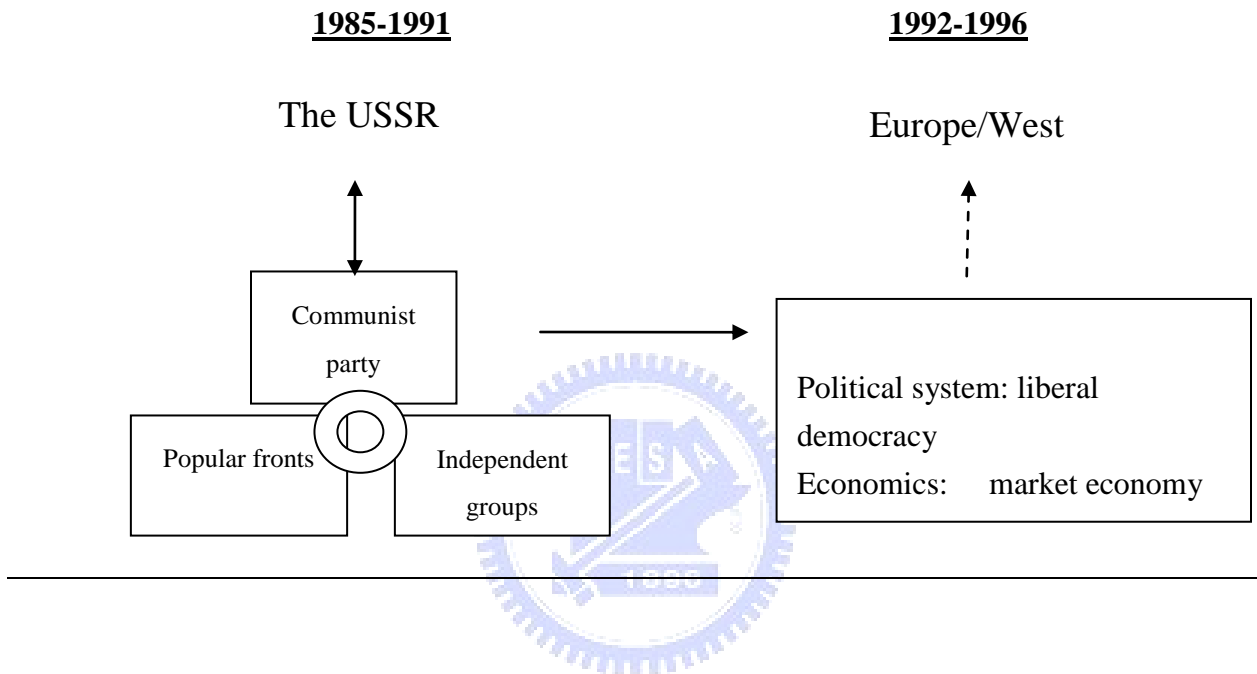 1985-1991
1992-1996
The USSR
Europe/West
Communist
party
Popular fronts
Independent
groups
Political system: liberal
democracy
Economics: market economy
E S A
1896